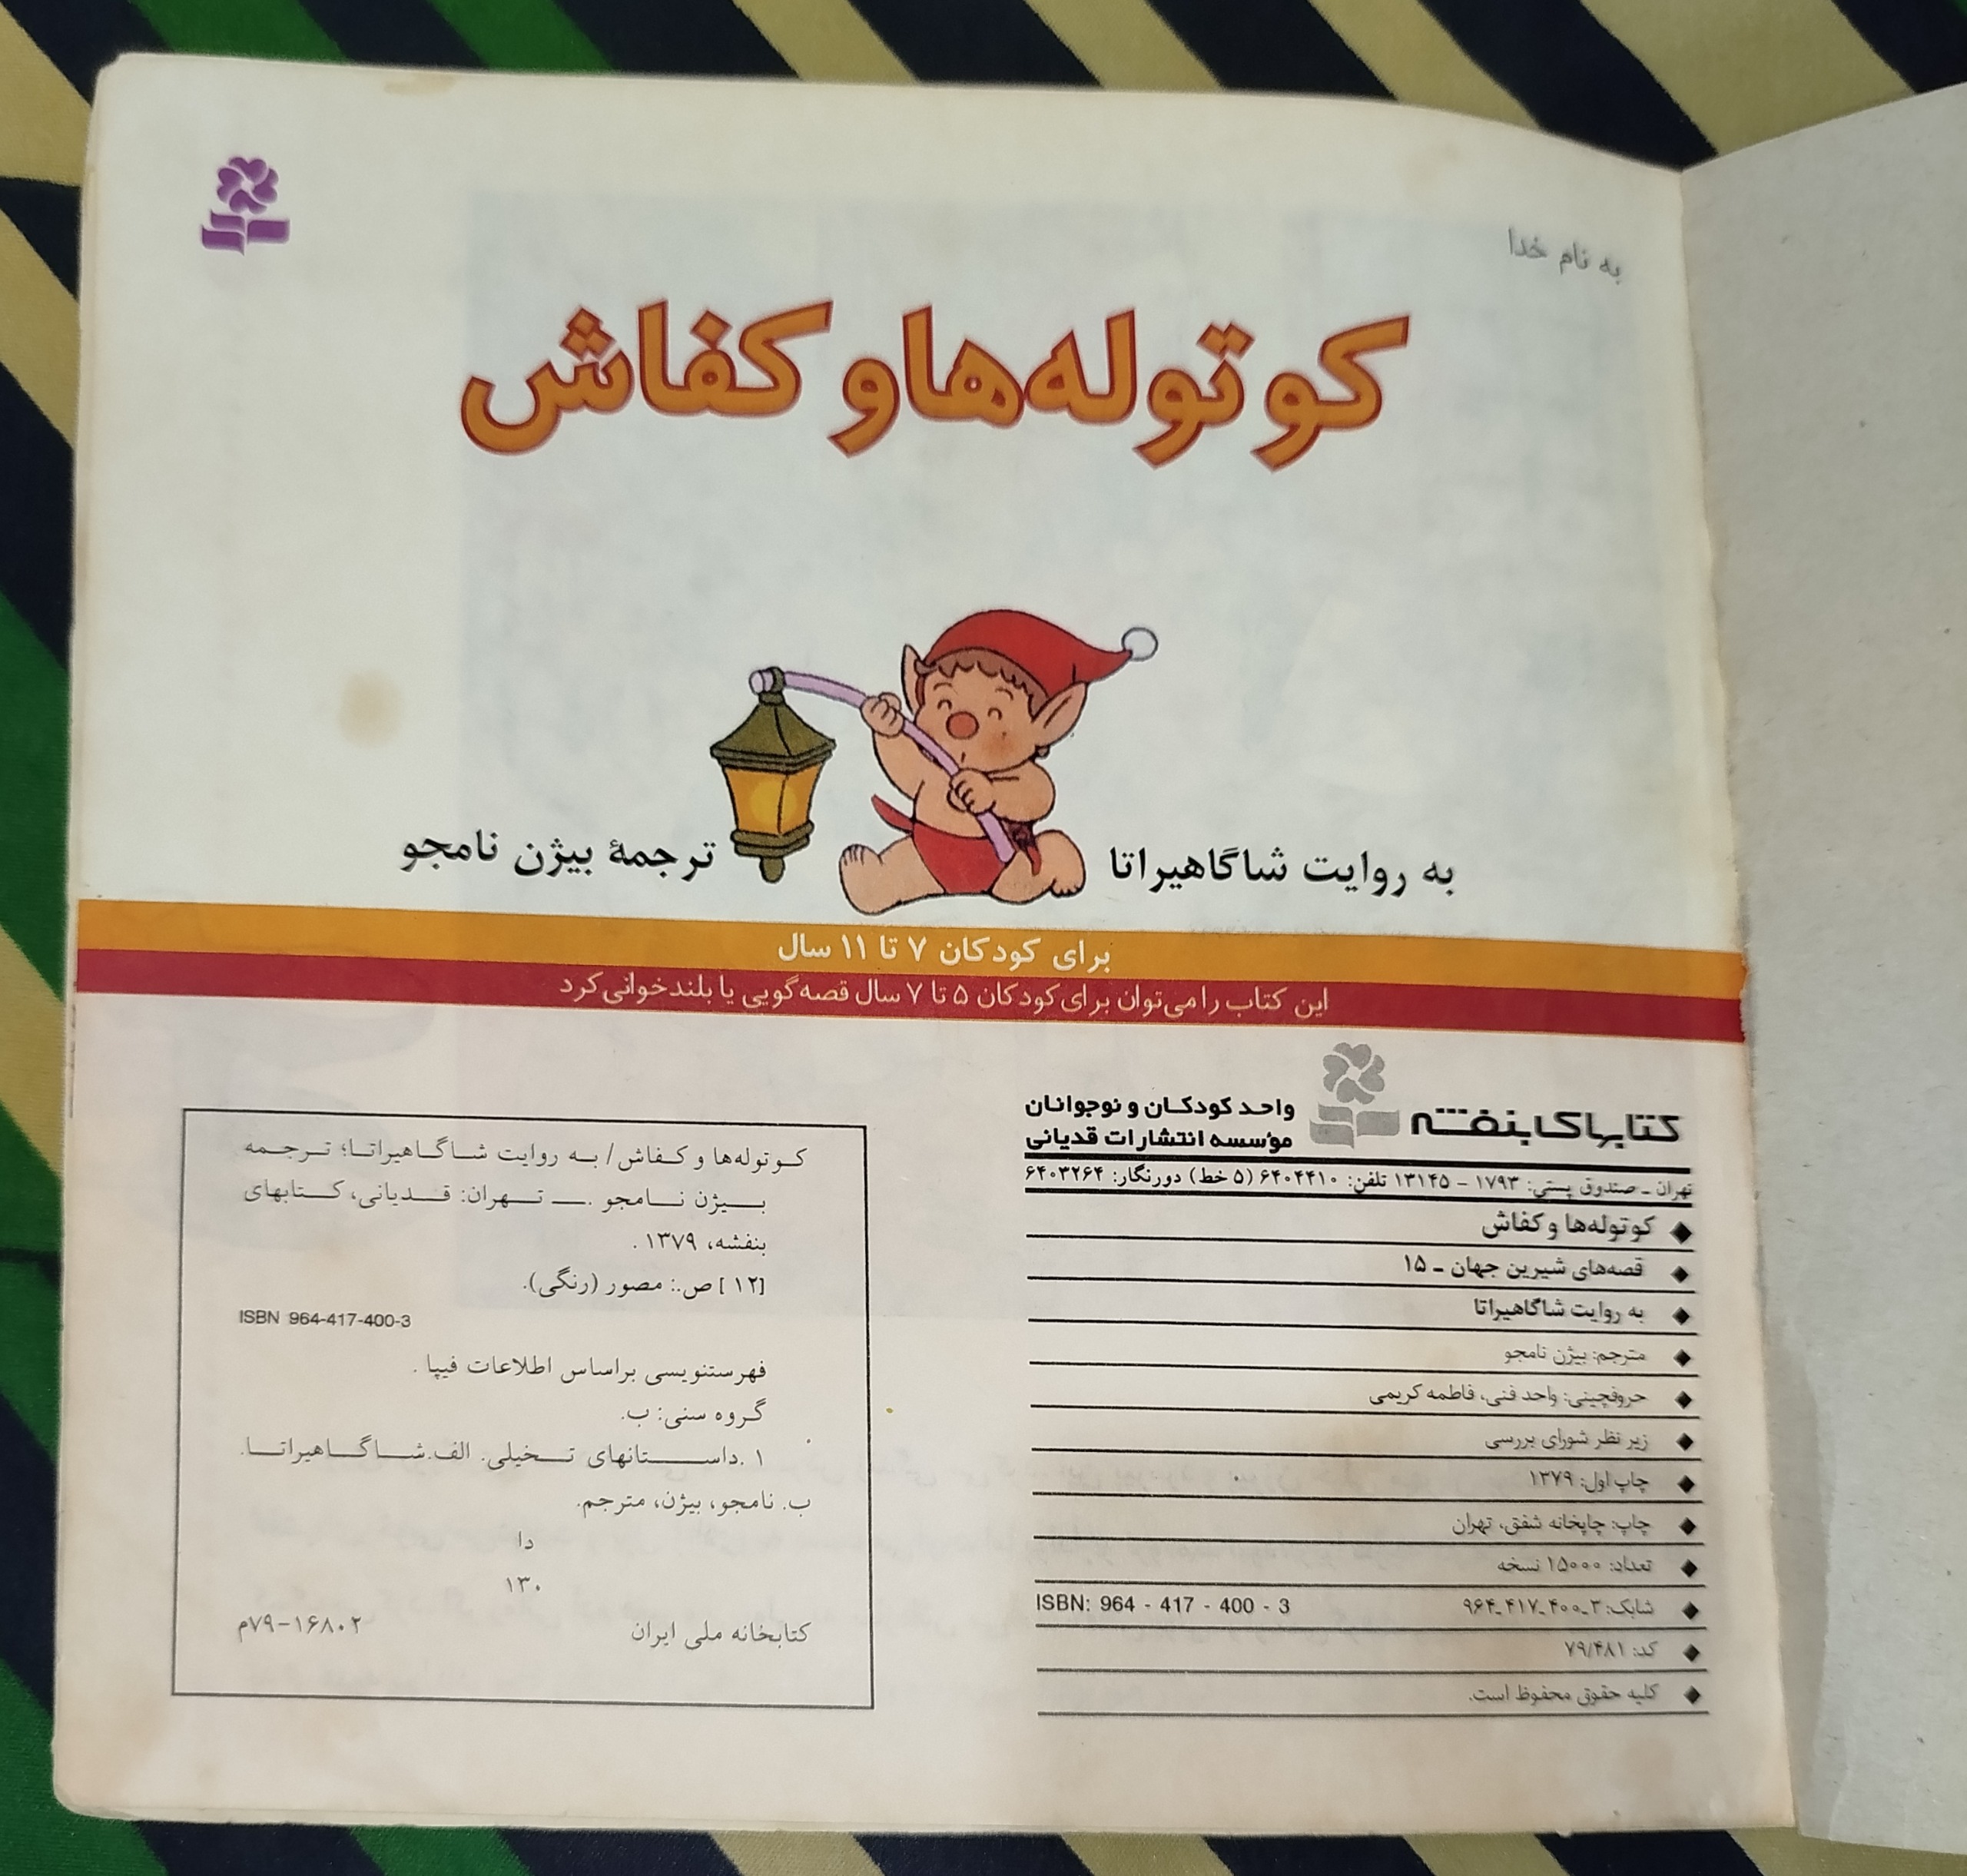 به نام خدا
کوتوله‌ها و کفاش
به روایت شاگاهیراتا
ترجمهٔ بیژن نامجو
برای کودکان ۷ تا ۱۱ سال
این کتاب را می‌توان برای کودکان ۵ تا ۷ سال قصه‌گویی یا بلندخوانی کرد
کتابهای بنفشه
واحد کودکان و نوجوانان
مؤسسه انتشارات قدیانی
تهران ـ صندوق پستی: ۱۷۹۳ – ۱۳۱۴۵ تلفن: ۶۴۰۴۴۱۰ (۵ خط) دورنگار: ۶۴۰۳۲۶۴
◆ کوتوله‌ها و کفاش
◆ قصه‌های شیرین جهان ـ ۱۵
◆ به روایت شاگاهیراتا
◆ مترجم: بیژن نامجو
◆ حروفچینی: واحد فنی، فاطمه کریمی
◆ زیر نظر شورای بررسی
◆ چاپ اول: ۱۳۷۹
◆ چاپ: چاپخانه شفق، تهران
◆ تعداد: ۱۵۰۰۰ نسخه
◆ شابک: ۳ـ۴۰۰ـ۴۱۷ـ۹۶۴ ISBN: 964 - 417 - 400 - 3
◆ کد: ۷۹/۴۸۱
◆ کلیه حقوق محفوظ است.
کوتوله‌ها و کفاش/ به روایت شاگاهیراتا؛ ترجمه
بیژن نامجو .ـ تهران: قدیانی، کتابهای
بنفشه، ۱۳۷۹ .
[۱۲] ص.: مصور (رنگی).
ISBN 964-417-400-3
فهرستنویسی براساس اطلاعات فیپا .
گروه سنی: ب.
۱ .داستانهای تخیلی. الف.شاگاهیراتا.
ب. نامجو، بیژن، مترجم.
دا
۱۳۰
کتابخانه ملی ایران ۱۶۸۰۲–۷۹م